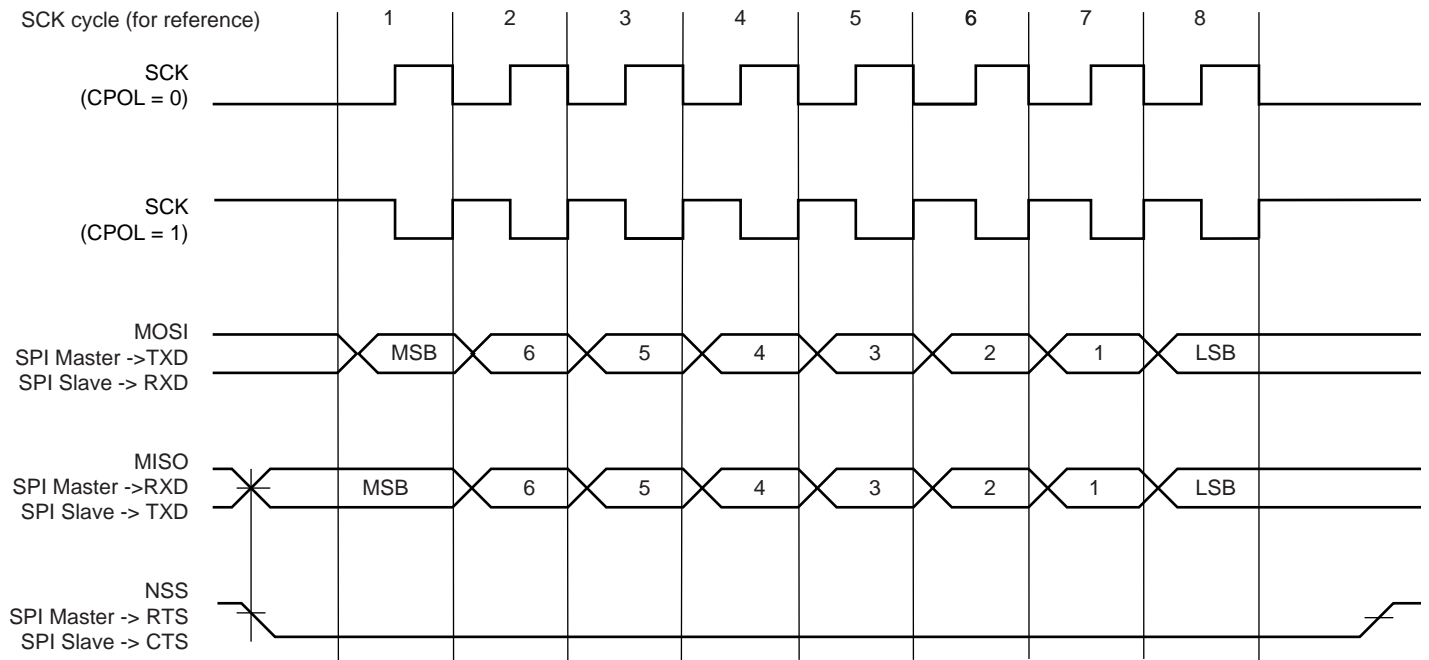 SCK cycle (for reference) 1 2 3 4 5 6 7 8
SCK
(CPOL = 0)
SCK
(CPOL = 1)
MOSI
SPI Master ->TXD
SPI Slave -> RXD
MSB 6 5 4 3 2 1 LSB
MISO
SPI Master ->RXD
SPI Slave -> TXD
MSB 6 5 4 3 2 1 LSB
NSS
SPI Master -> RTS
SPI Slave -> CTS